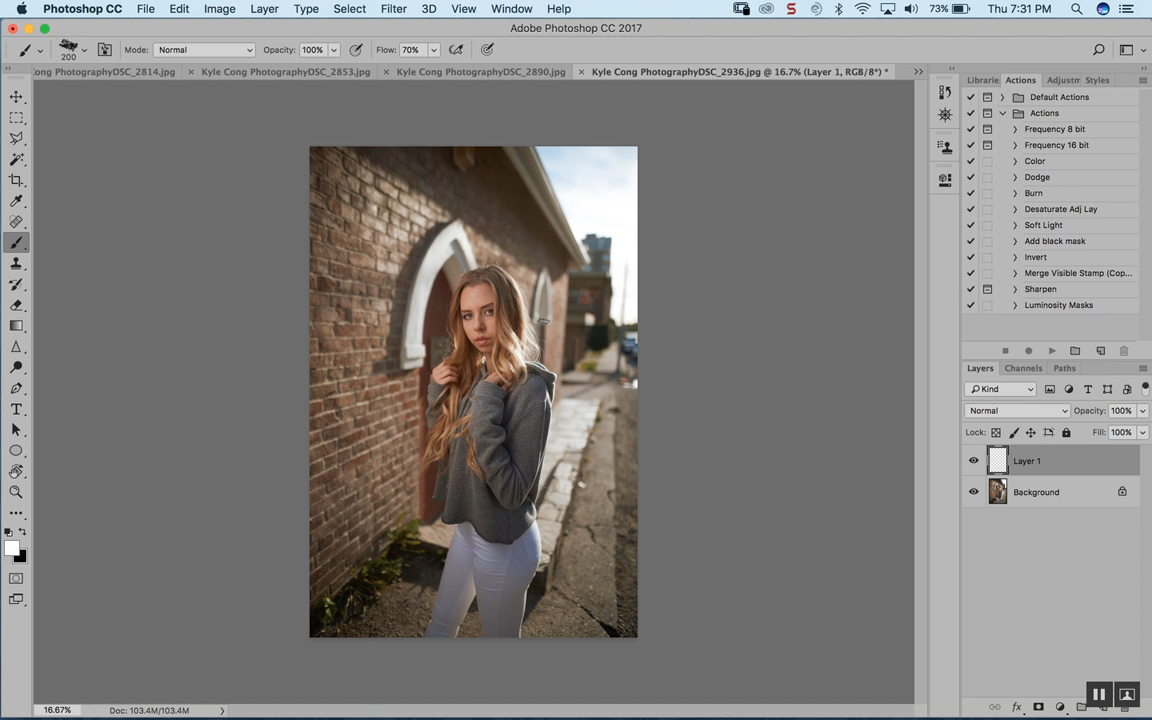 Photoshop CC File Edit Image Layer Type Select Filter 3D View Window Help 73% Thu 7:31 PM
Adobe Photoshop CC 2017
200 Mode: Normal Opacity: 100% Flow: 70%
ong PhotographyDSC_2814.jpg × Kyle Cong PhotographyDSC_2853.jpg × Kyle Cong PhotographyDSC_2890.jpg × Kyle Cong PhotographyDSC_2936.jpg @ 16.7% (Layer 1, RGB/8*) *
Librarie Actions Adjustm Styles
Default Actions
Actions
Frequency 8 bit
Frequency 16 bit
Color
Dodge
Burn
Desaturate Adj Lay
Soft Light
Add black mask
Invert
Merge Visible Stamp (Cop...
Sharpen
Luminosity Masks
Layers Channels Paths
Kind
Normal Opacity: 100%
Lock: Fill: 100%
Layer 1
Background
16.67% Doc: 103.4M/103.4M